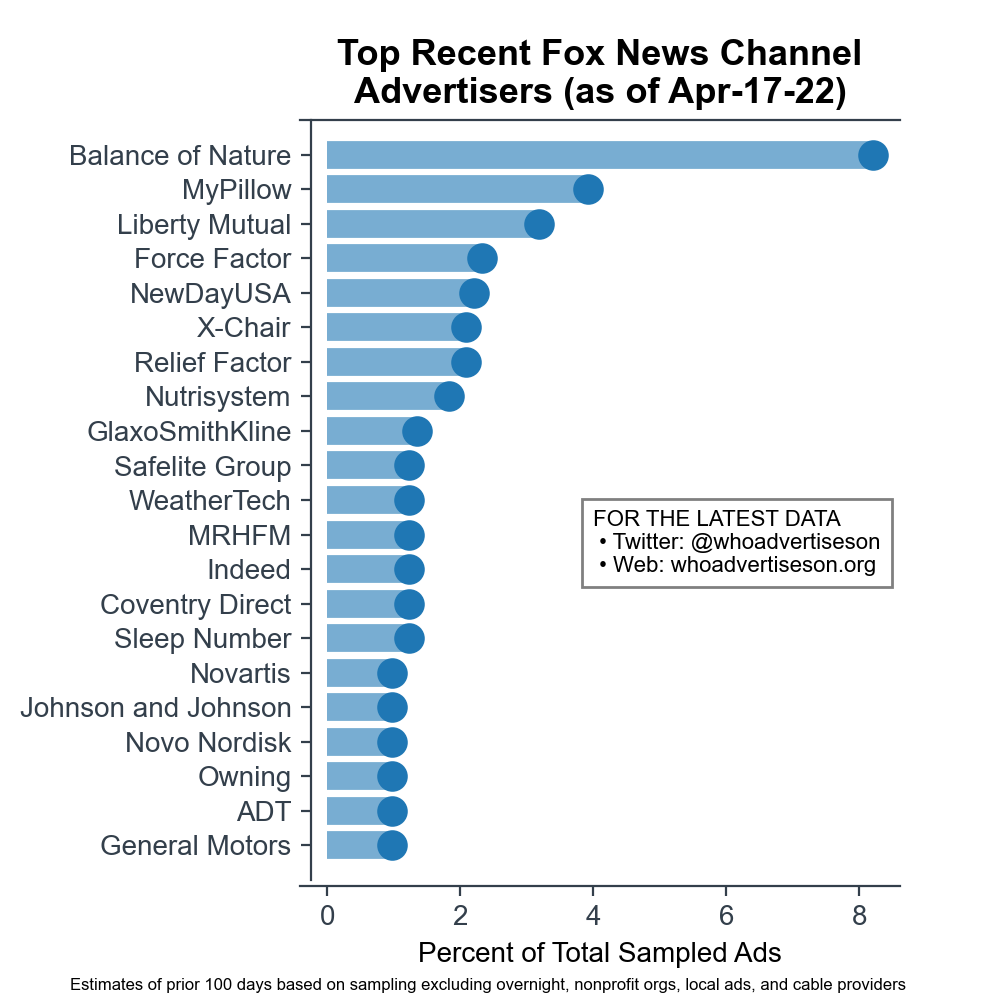 Top Recent Fox News Channel
Advertisers (as of Apr-17-22)
Balance of Nature
MyPillow
Liberty Mutual
Force Factor
NewDayUSA
X-Chair
Relief Factor
Nutrisystem
GlaxoSmithKline
Safelite Group
WeatherTech
MRHFM
Indeed
Coventry Direct
Sleep Number
Novartis
Johnson and Johnson
Novo Nordisk
Owning
ADT
General Motors
FOR THE LATEST DATA
• Twitter: @whoadvertiseson
• Web: whoadvertiseson.org
0 2 4 6 8
Percent of Total Sampled Ads
Estimates of prior 100 days based on sampling excluding overnight, nonprofit orgs, local ads, and cable providers